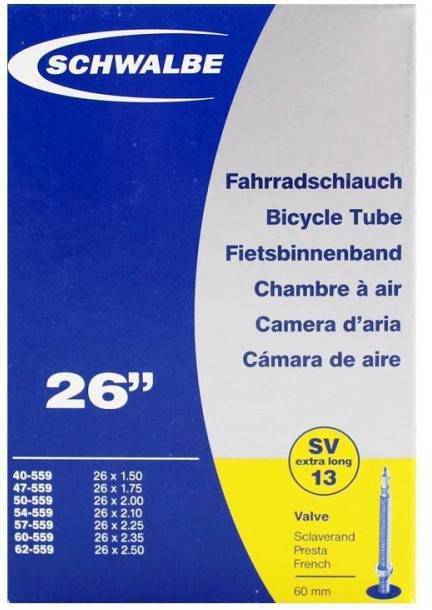 SCHWALBE
Fahrradschlauch
Bicycle Tube
Fietsbinnenband
Chambre à air
Camera d'aria
Cámara de aire
26"
SV
extra long
13
40-559 26 x 1.50
47-559 26 x 1.75
50-559 26 x 2.00
54-559 26 x 2.10
57-559 26 x 2.25
60-559 26 x 2.35
62-559 26 x 2.50
Valve
Sclaverand
Presta
French
60 mm